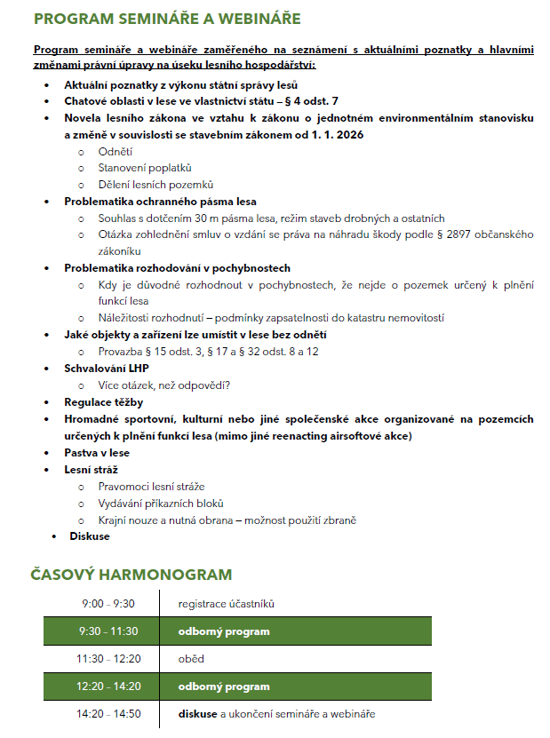 PROGRAM SEMINÁŘE A WEBINÁŘE
Program semináře a webináře zaměřeného na seznámení s aktuálními poznatky a hlavními
změnami právní úpravy na úseku lesního hospodářství:
• Aktuální poznatky z výkonu státní správy lesů
• Chatové oblasti v lese ve vlastnictví státu – § 4 odst. 7
• Novela lesního zákona ve vztahu k zákonu o jednotném environmentálním stanovisku
a změně v souvislosti se stavebním zákonem od 1. 1. 2026
o Odnětí
o Stanovení poplatků
o Dělení lesních pozemků
• Problematika ochranného pásma lesa
o Souhlas s dotčením 30 m pásma lesa, režim staveb drobných a ostatních
o Otázka zohlednění smluv o vzdání se práva na náhradu škody podle § 2897 občanského
zákoníku
• Problematika rozhodování v pochybnostech
o Kdy je důvodné rozhodnout v pochybnostech, že nejde o pozemek určený k plnění
funkcí lesa
o Náležitosti rozhodnutí – podmínky zapsatelnosti do katastru nemovitostí
• Jaké objekty a zařízení lze umístit v lese bez odnětí
o Provazba § 15 odst. 3, § 17 a § 32 odst. 8 a 12
• Schvalování LHP
o Více otázek, než odpovědí?
• Regulace těžby
• Hromadné sportovní, kulturní nebo jiné společenské akce organizované na pozemcích
určených k plnění funkcí lesa (mimo jiné reenacting airsoftové akce)
• Pastva v lese
• Lesní stráž
o Pravomoci lesní stráže
o Vydávání příkazních bloků
o Krajní nouze a nutná obrana – možnost použití zbraně
• Diskuse
ČASOVÝ HARMONOGRAM
9:00 – 9:30 registrace účastníků
9:30 – 11:30 odborný program
11:30 – 12:20 oběd
12:20 – 14:20 odborný program
14:20 – 14:50 diskuse a ukončení semináře a webináře